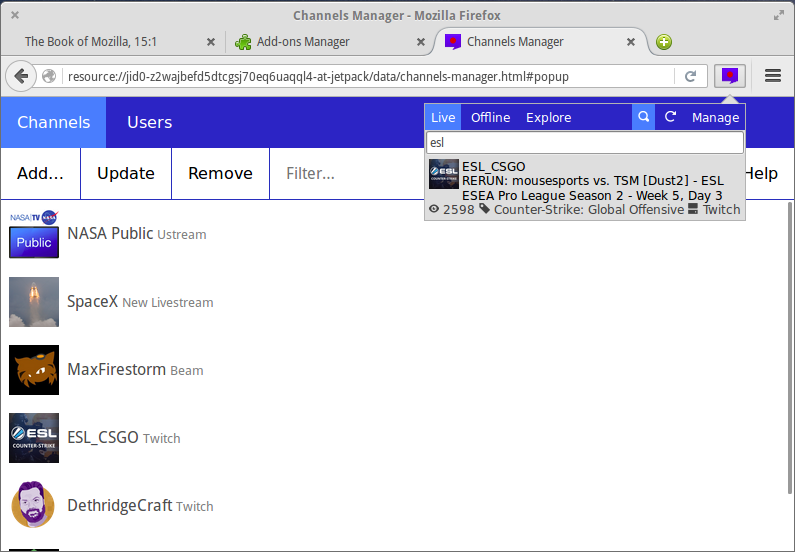 Channels Manager - Mozilla Firefox
The Book of Mozilla, 15:1
Add-ons Manager
Channels Manager
resource://jid0-z2wajbefd5dtcgsj70eq6uaqql4-at-jetpack/data/channels-manager.html#popup
Channels Users
Live Offline Explore Manage
esl
Add... Update Remove Filter... Help
ESL_CSGO
RERUN: mousesports vs. TSM [Dust2] - ESL
ESEA Pro League Season 2 - Week 5, Day 3
2598 Counter-Strike: Global Offensive Twitch
ESL
COUNTER-STRIKE
NASA TV NASA
Public
NASA Public Ustream
SpaceX New Livestream
MaxFirestorm Beam
ESL
COUNTER-STRIKE
ESL_CSGO Twitch
DethridgeCraft Twitch